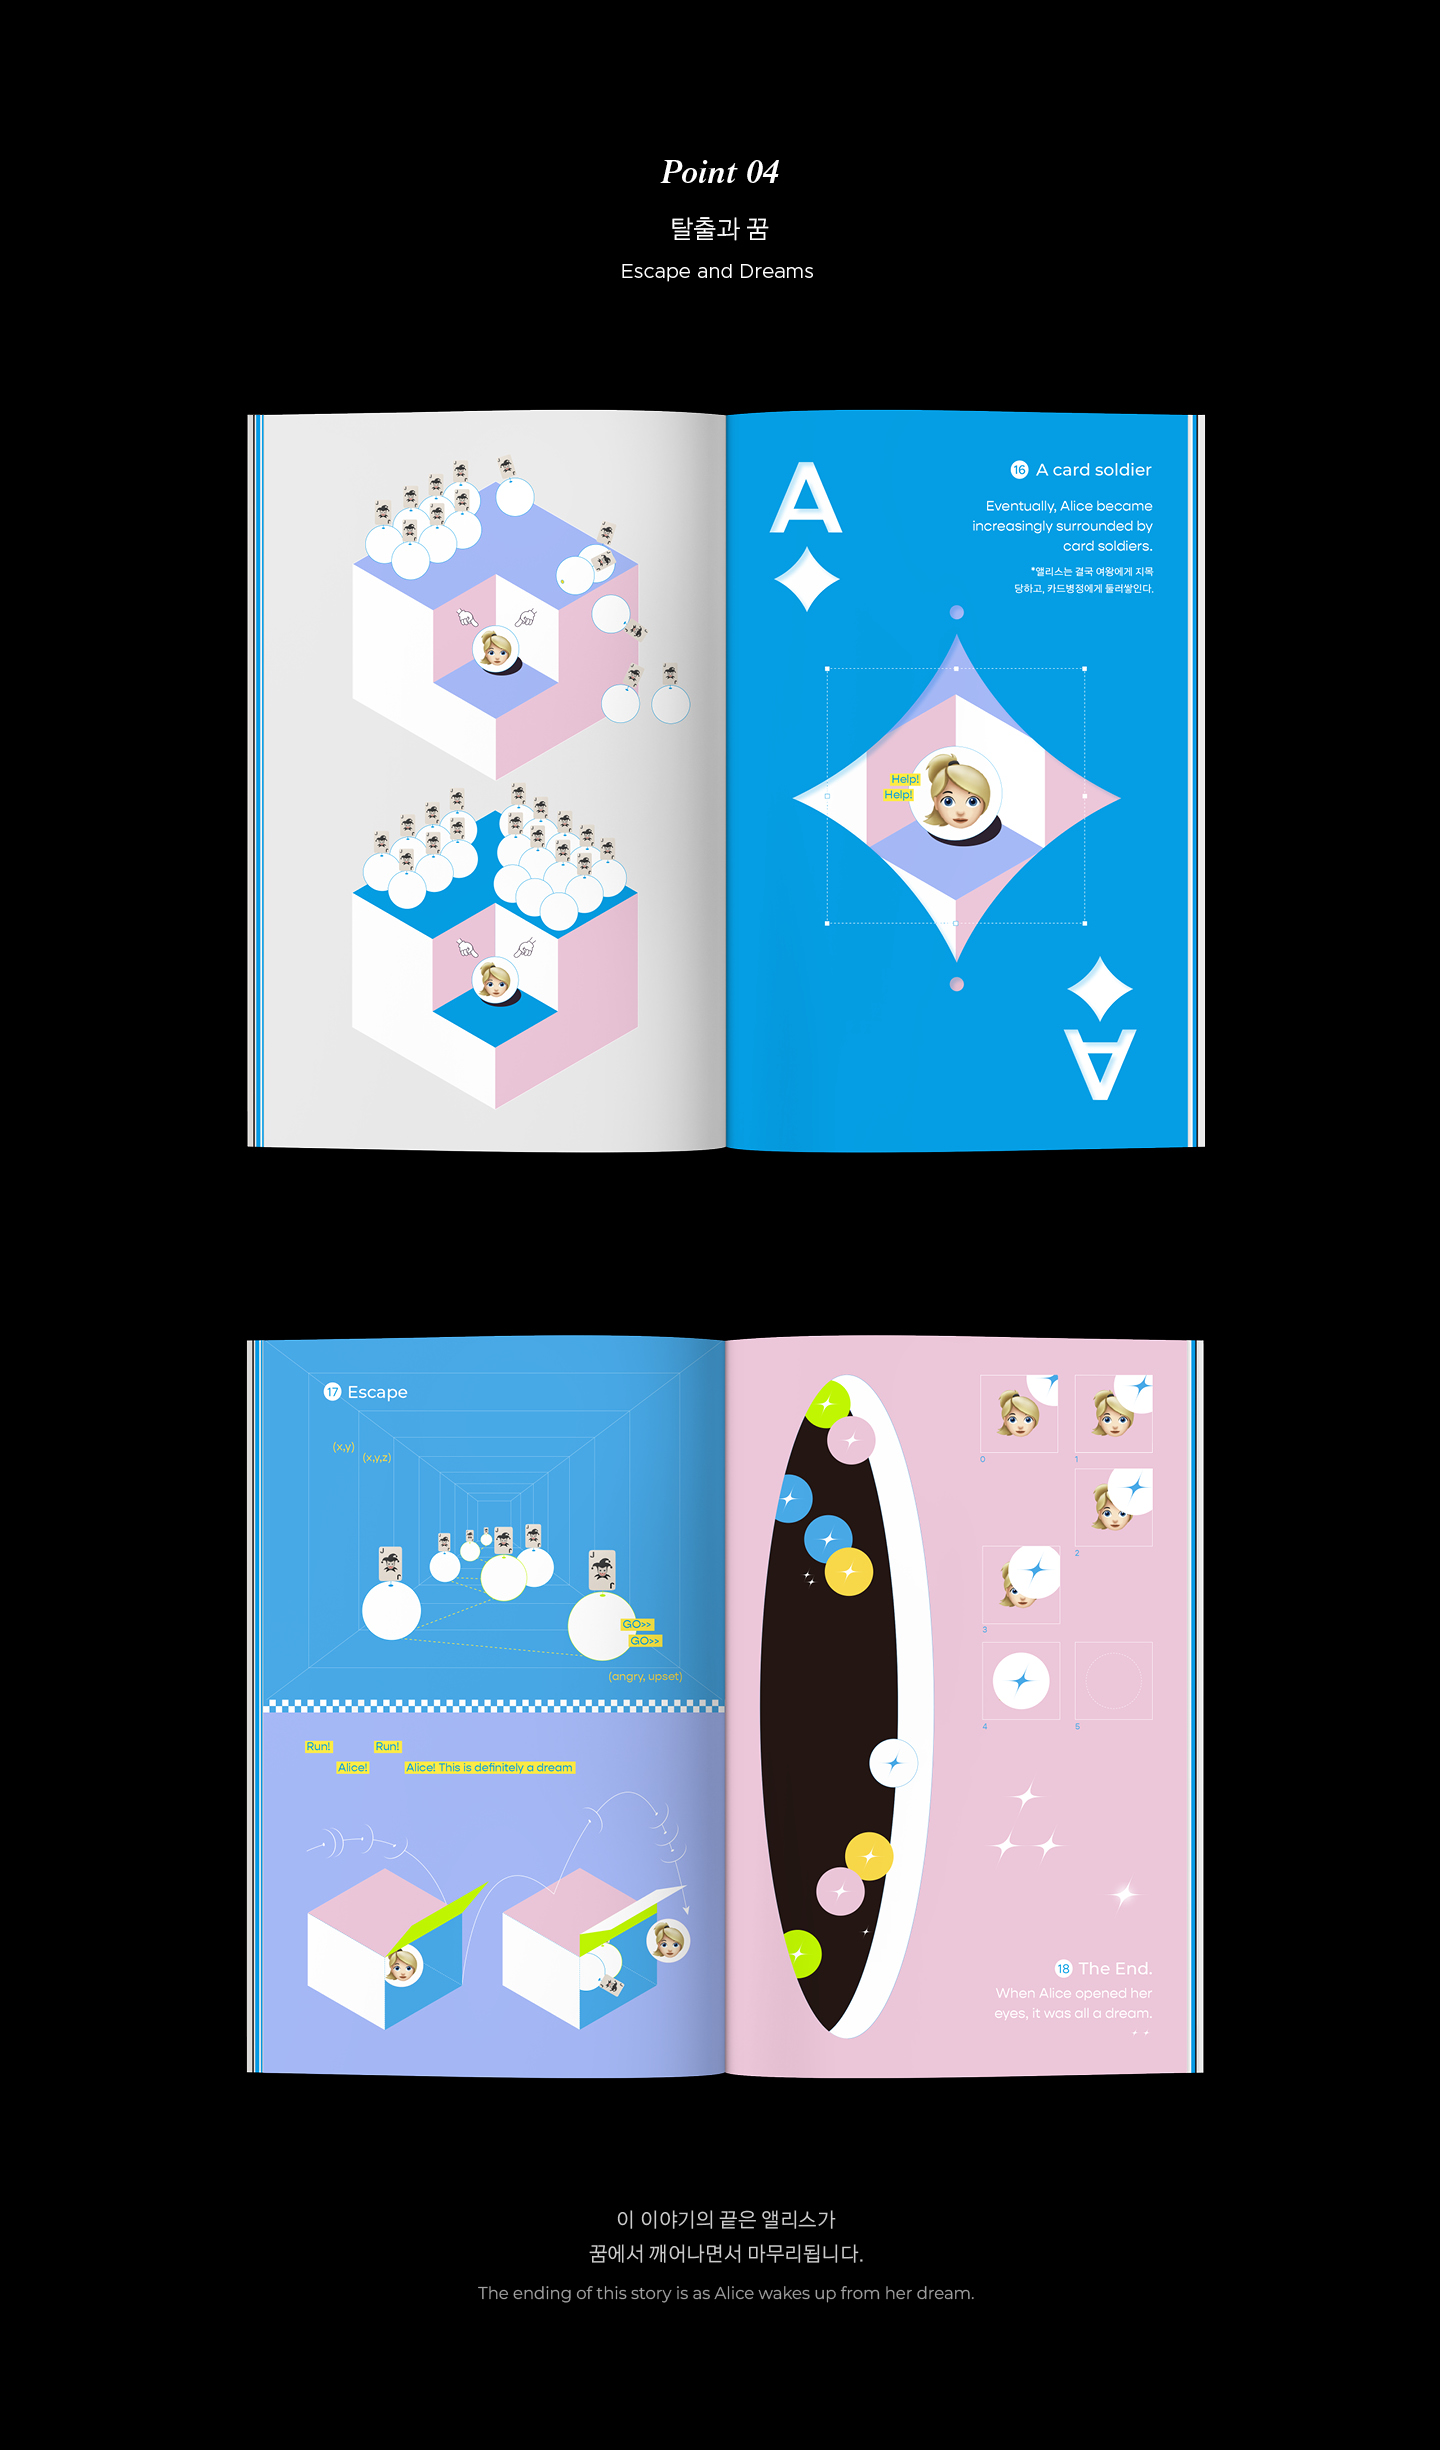 Point 04
탈출과 꿈
Escape and Dreams
A
16 A card soldier
Eventually, Alice became
increasingly surrounded by
card soldiers.
*앨리스는 결국 여왕에게 지목
당하고, 카드병정에게 둘러쌓인다.
Help!
Help!
A
17 Escape
(x,y)
(x,y,z)
GO>>
GO>>
(angry, upset)
Run! Run!
Alice! Alice! This is definitely a dream
0 1
2
3
4 5
18 The End.
When Alice opened her
eyes, it was all a dream.
이 이야기의 끝은 앨리스가
꿈에서 깨어나면서 마무리됩니다.
The ending of this story is as Alice wakes up from her dream.